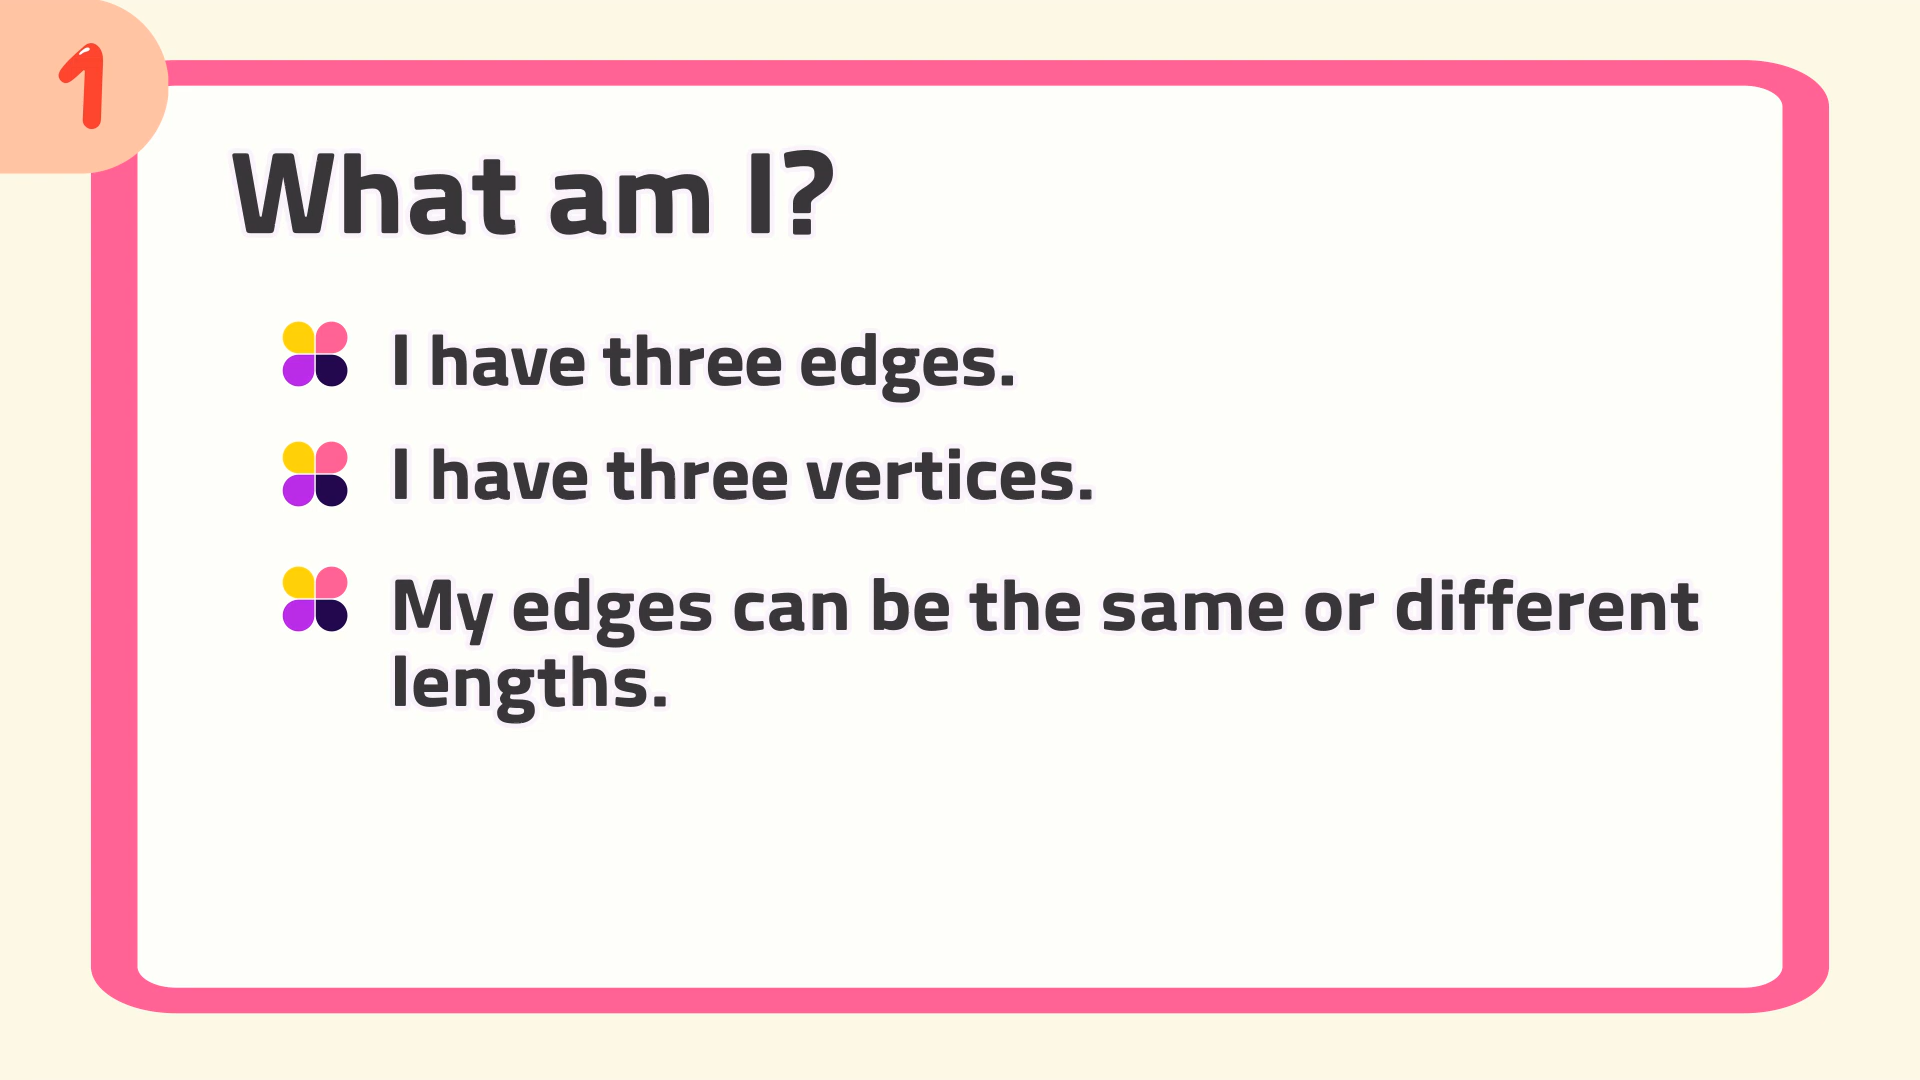 1
What am I?
I have three edges.
I have three vertices.
My edges can be the same or different
lengths.